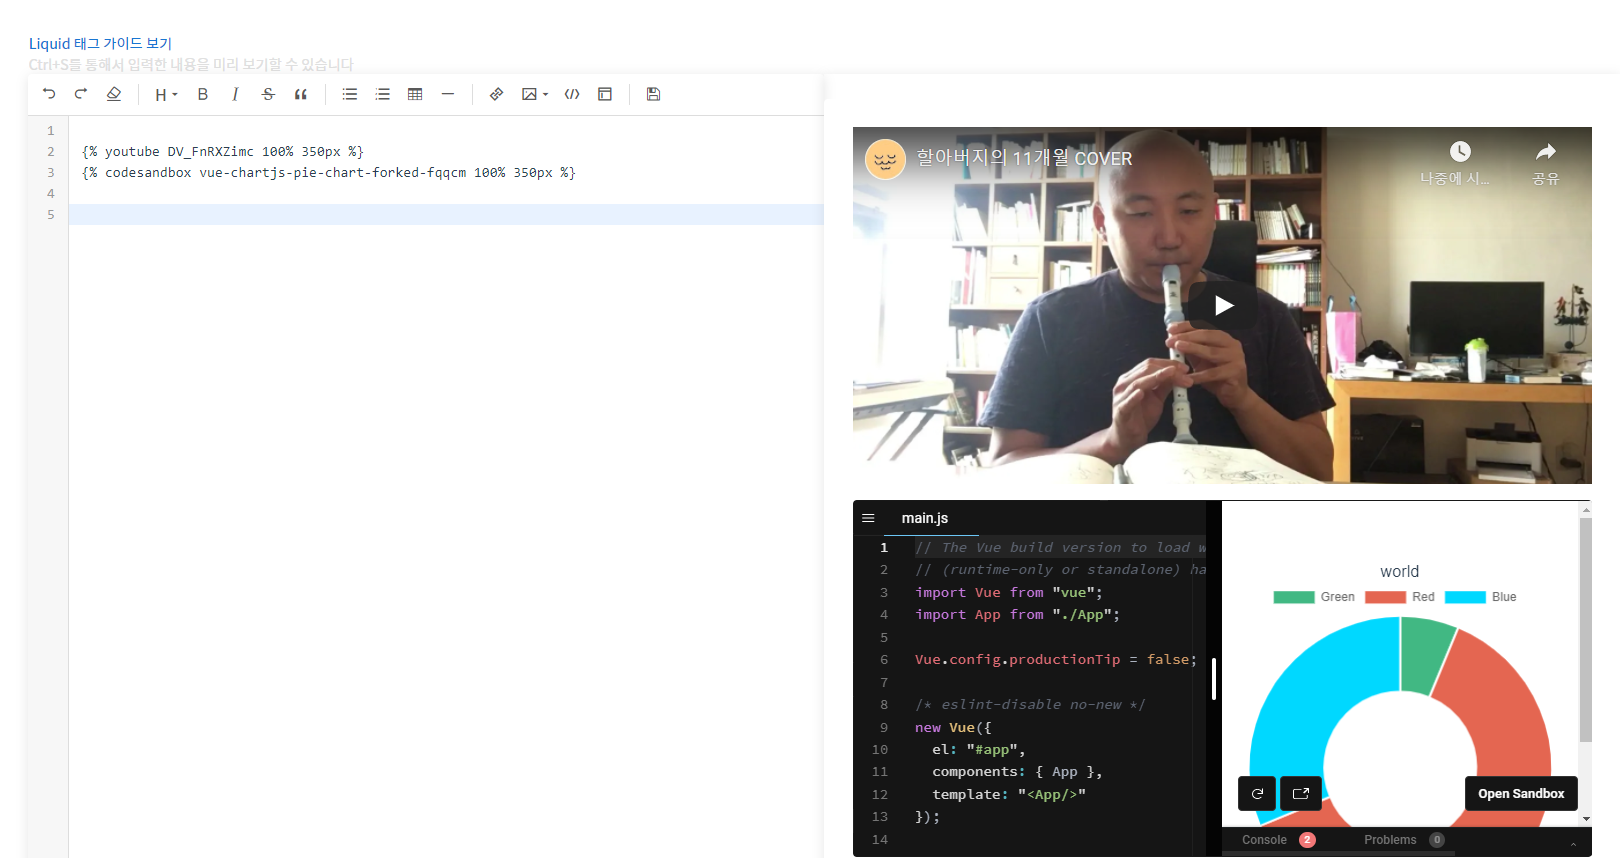 Liquid 태그 가이드 보기
Ctrl+S를 통해서 입력한 내용을 미리 보기할 수 있습니다
H B I S
1
2 {% youtube DV_FnRXZimc 100% 350px %}
3 {% codesandbox vue-chartjs-pie-chart-forked-fqqcm 100% 350px %}
4
5
할아버지의 11개월 COVER
나중에 시...
공유
main.js
1 // The Vue build version to load w
2 // (runtime-only or standalone) ha
3 import Vue from "vue";
4 import App from "./App";
5
6 Vue.config.productionTip = false;
7
8 /* eslint-disable no-new */
9 new Vue({
10 el: "#app",
11 components: { App },
12 template: "<App/>"
13 });
14
world
Green Red Blue
Open Sandbox
Console 2 Problems 0